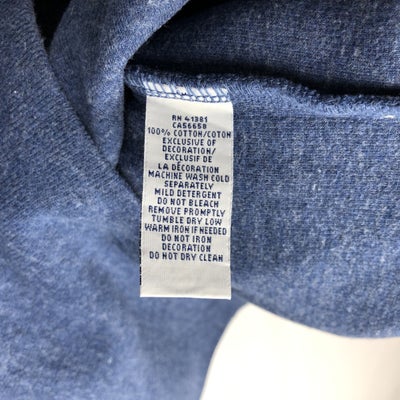 RN 41381
CA56658
100% COTTON/COTON
EXCLUSIVE OF
DECORATION/
EXCLUSIF DE
LA DÉCORATION
MACHINE WASH COLD
SEPARATELY
MILD DETERGENT
DO NOT BLEACH
REMOVE PROMPTLY
TUMBLE DRY LOW
WARM IRON IF NEEDED
DO NOT IRON
DECORATION
DO NOT DRY CLEAN